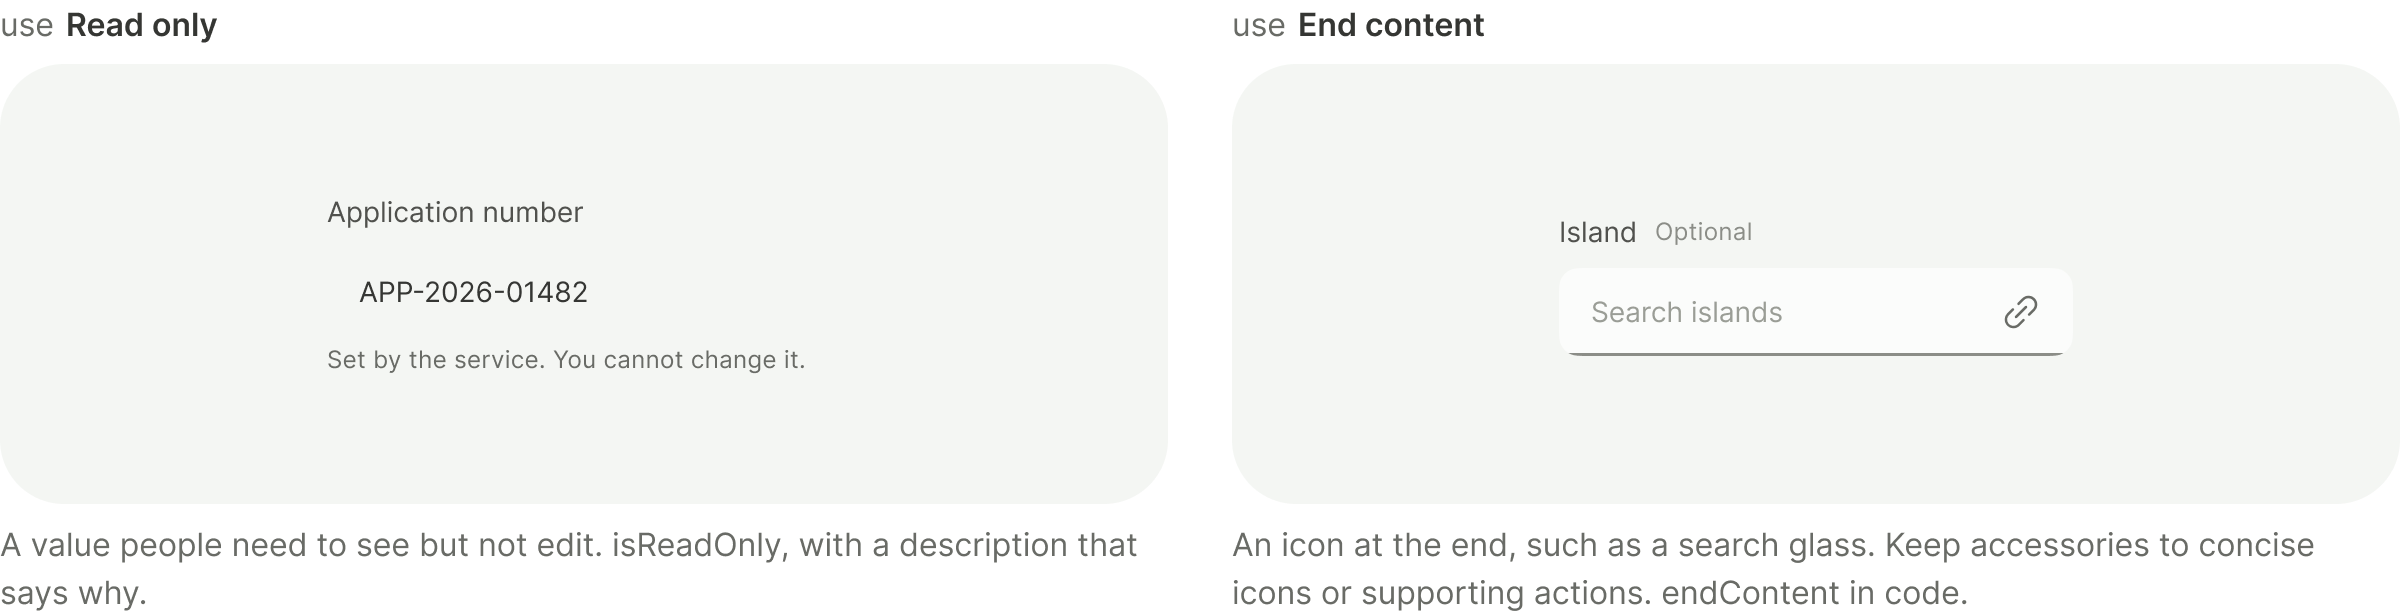 use Read only
Application number
APP-2026-01482
Set by the service. You cannot change it.
A value people need to see but not edit. isReadOnly, with a description that
says why.
use End content
Island Optional
Search islands
An icon at the end, such as a search glass. Keep accessories to concise
icons or supporting actions. endContent in code.